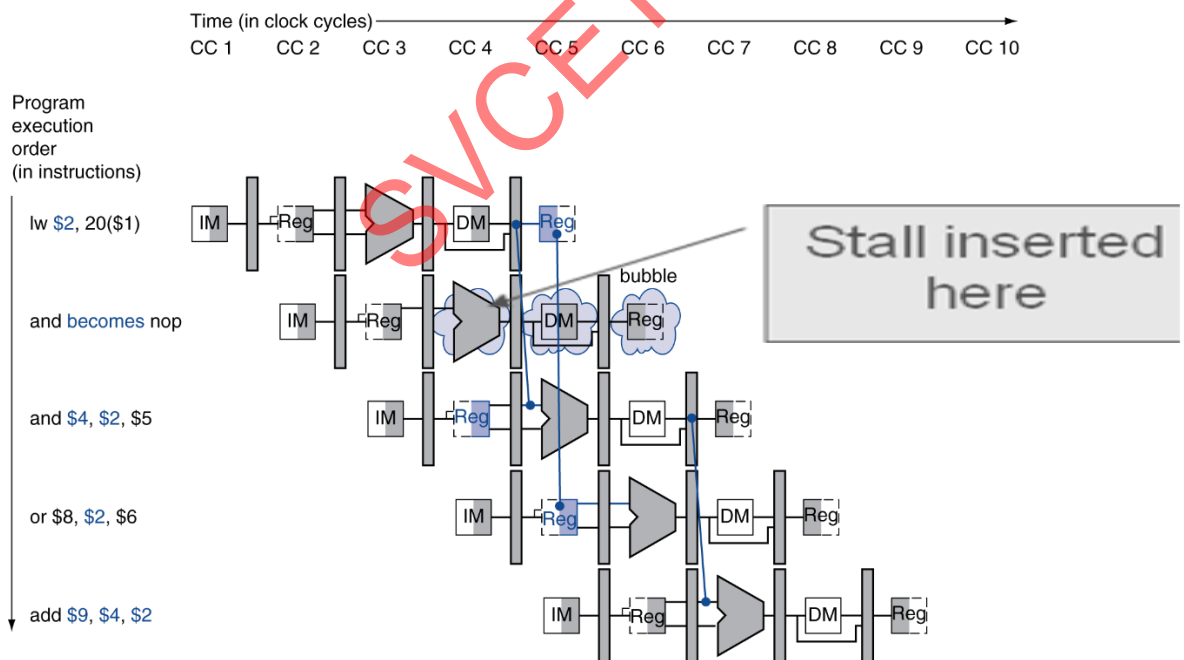 Time (in clock cycles)
CC 1 CC 2 CC 3 CC 4 CC 5 CC 6 CC 7 CC 8 CC 9 CC 10
SVCET
Program
execution
order
(in instructions)
lw $2, 20($1)
IM Reg DM Reg
Stall inserted
here
bubble
and becomes nop
IM Reg DM Reg
and $4, $2, $5
IM Reg DM Reg
or $8, $2, $6
IM Reg DM Reg
add $9, $4, $2
IM Reg DM Reg